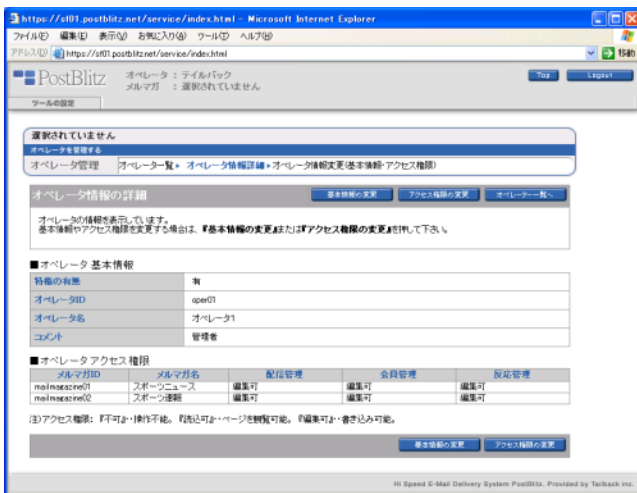 https://sf01.postblitz.net/service/index.html - Microsoft Internet Explorer
ファイル(F) 編集(E) 表示(V) お気に入り(A) ツール(T) ヘルプ(H)
アドレス(D) https://sf01.postblitz.net/service/index.html 移動
PostBlitz オペレータ : テイルバック Top Logout
メルマガ : 選択されていません
ツールの設定
選択されていません
オペレータを管理する
オペレータ管理 オペレーター覧▶ オペレータ情報詳細▶オペレータ情報変更(基本情報・アクセス権限)
オペレータ情報の詳細 基本情報の変更 アクセス権限の変更 オペレーター一覧へ
オペレータの情報を表示しています。
基本情報やアクセス権限を変更する場合は、『基本情報の変更』または『アクセス権限の変更』を押して下さい。
■オペレータ 基本情報
特権の有無 有
オペレータID oper01
オペレータ名 オペレータ1
コメント 管理者
■オペレータ アクセス権限
メルマガID メルマガ名 配信管理 会員管理 反応管理
mailmagazine01 スポーツニュース 編集可 編集可 編集可
mailmagazine02 スポーツ速報 編集可 編集可 編集可
注)アクセス権限: 『不可』・・操作不能。 『読込可』・・ページを観覧可能。 『編集可』・・書き込み可能。
基本情報の変更 アクセス権限の変更
Hi Speed E-Mail Delivery System PostBlitz. Provided by Tailback inc.